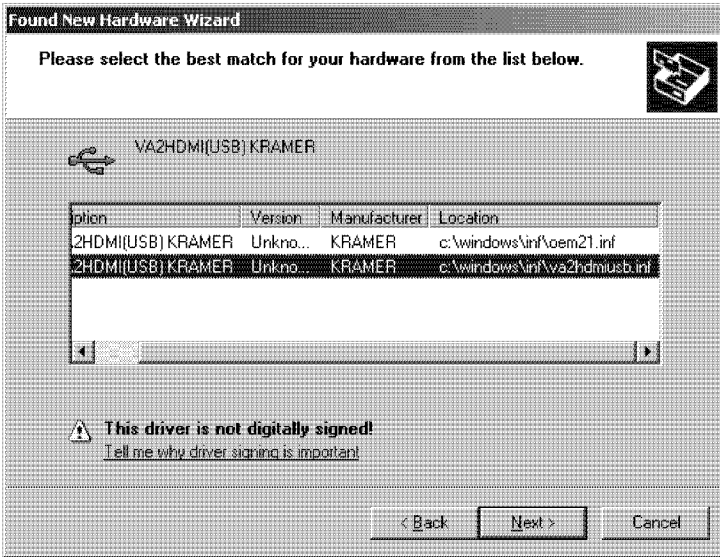 Found New Hardware Wizard
Please select the best match for your hardware from the list below.
VA2HDMI(USB) KRAMER
iption Version Manufacturer Location
.2HDMI(USB) KRAMER Unkno... KRAMER c:\windows\inf\oem21.inf
.2HDMI(USB) KRAMER Unkno... KRAMER c:\windows\inf\va2hdmiusb.inf
This driver is not digitally signed!
Tell me why driver signing is important
< Back Next > Cancel